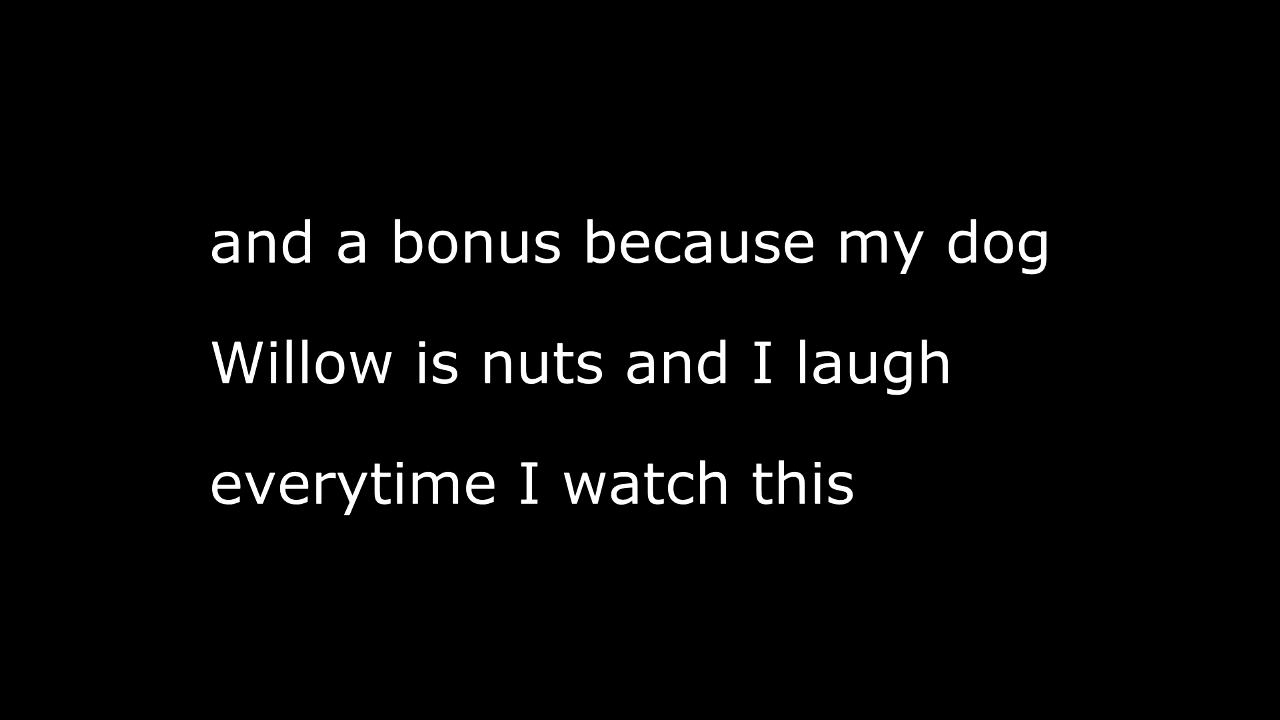 and a bonus because my dog
Willow is nuts and I laugh
everytime I watch this